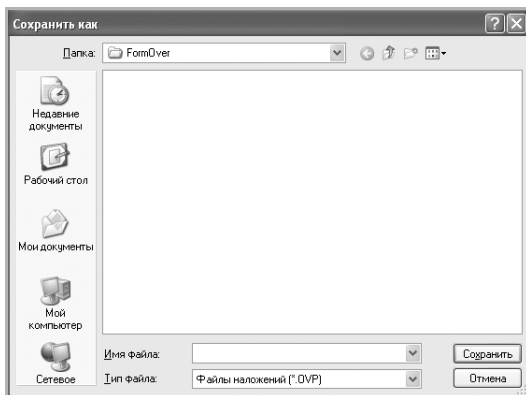 Сохранить как
Папка: FormOver
Недавние документы
Рабочий стол
Мои документы
Мой компьютер
Сетевое
Имя файла:
Сохранить
Тип файла: Файлы наложений (*.OVP)
Отмена